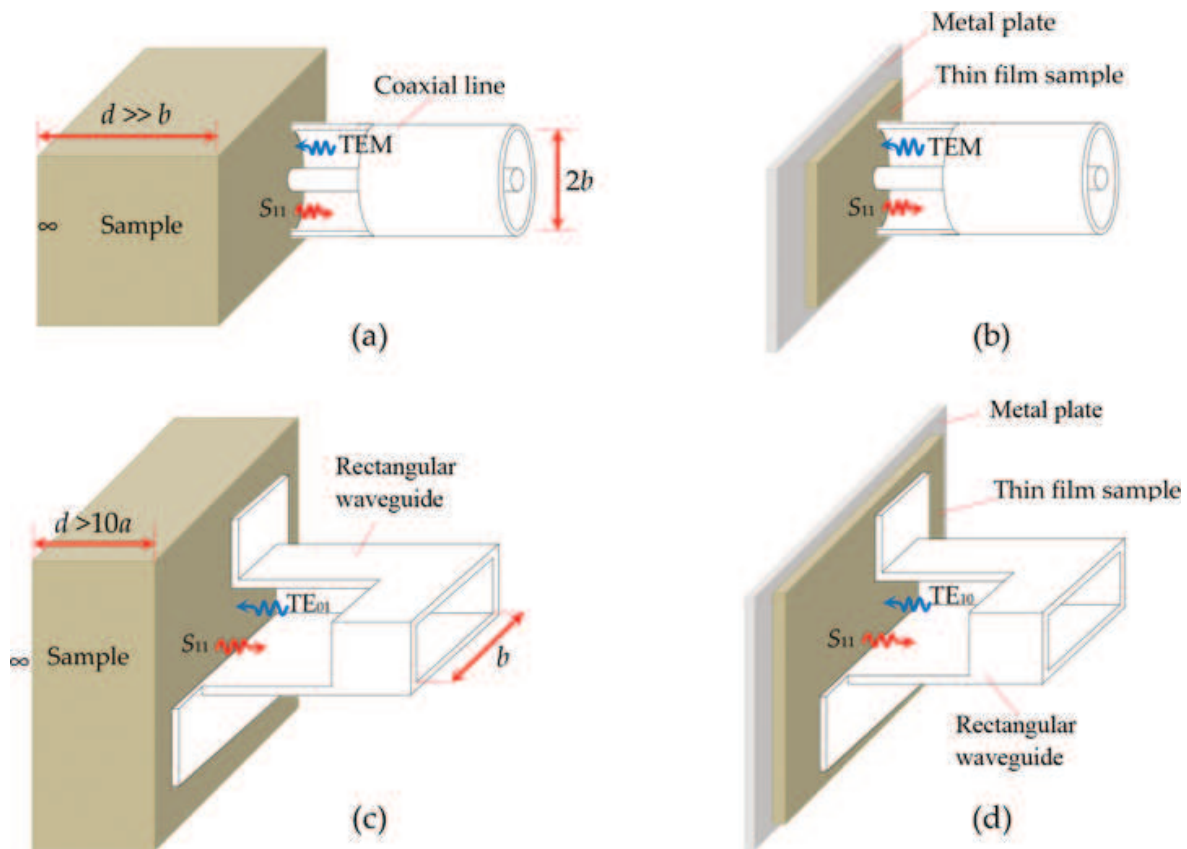 Metal plate
Thin film sample
Coaxial line
d >> b
TEM
2b
S11
∞
Sample
(a)
TEM
S11
(b)
Metal plate
Rectangular
waveguide
Thin film sample
d >10a
TE01
S11
∞
Sample
b
(c)
TE10
S11
Rectangular
waveguide
(d)